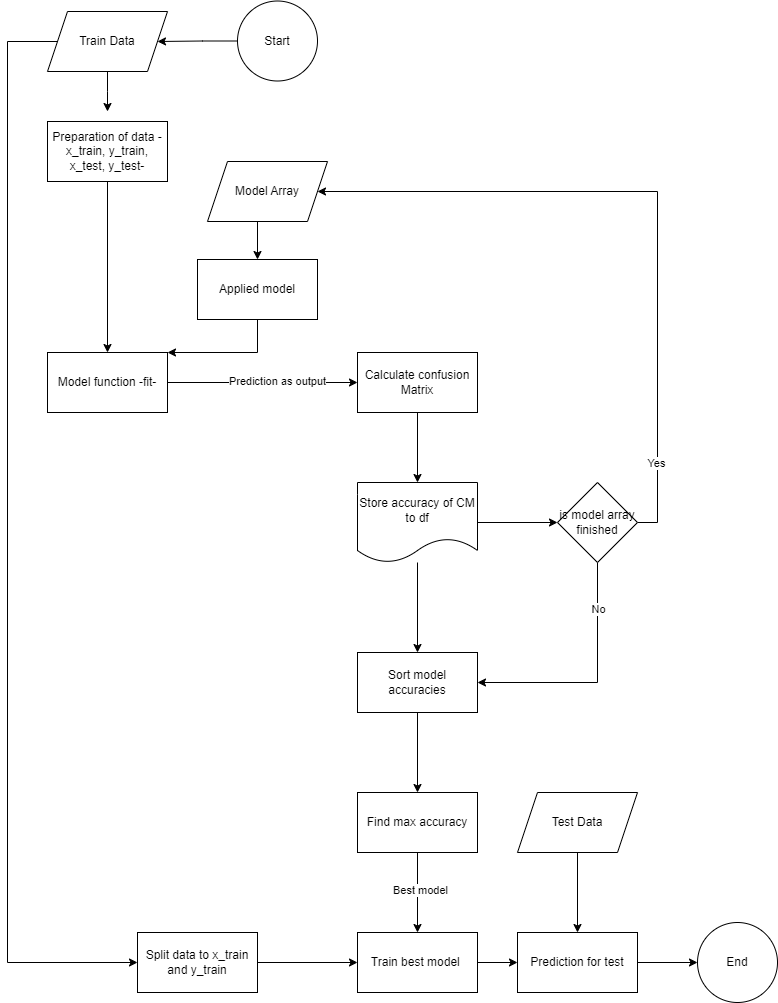 Train Data
Start
Preparation of data -
x_train, y_train,
x_test, y_test-
Model Array
Applied model
Model function -fit-
Prediction as output
Calculate confusion
Matrix
Yes
Store accuracy of CM
to df
is model array
finished
No
Sort model
accuracies
Find max accuracy
Test Data
Best model
Split data to x_train
and y_train
Train best model
Prediction for test
End